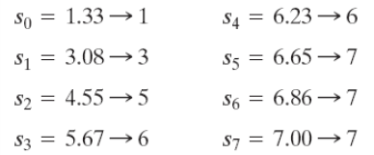 s₀ = 1.33 → 1
s₁ = 3.08 → 3
s₂ = 4.55 → 5
s₃ = 5.67 → 6
s₄ = 6.23 → 6
s₅ = 6.65 → 7
s₆ = 6.86 → 7
s₇ = 7.00 → 7